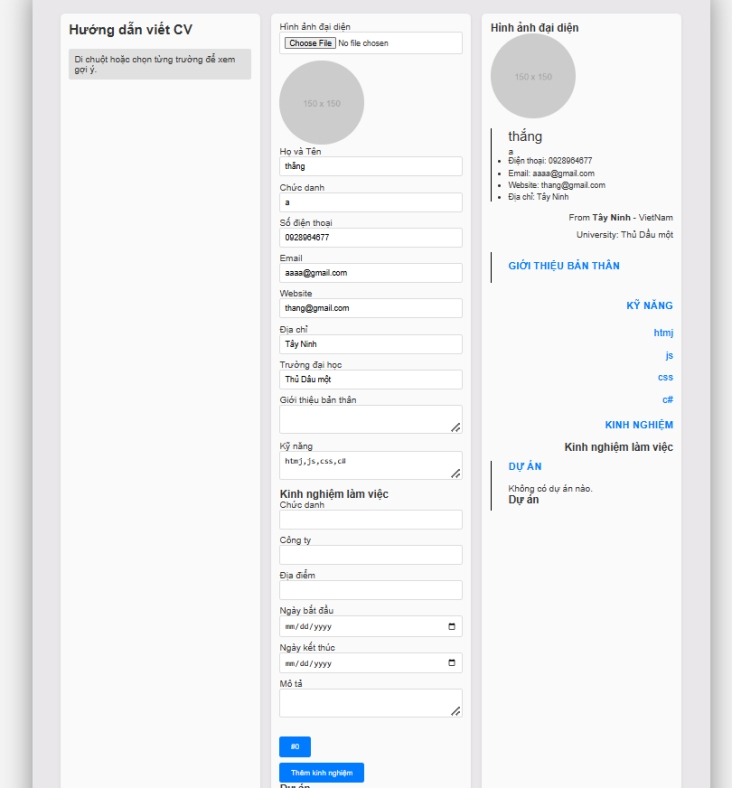 Hướng dẫn viết CV
Di chuột hoặc chọn từng trường để xem
gợi ý.
Hình ảnh đại diện
Choose File No file chosen
150 x 150
Họ và Tên
thắng
Chức danh
a
Số điện thoại
0928964677
Email
aaaa@gmail.com
Website
thang@gmail.com
Địa chỉ
Tây Ninh
Trường đại học
Thủ Dầu một
Giới thiệu bản thân
Kỹ năng
htmj,js,css,c#
Kinh nghiệm làm việc
Chức danh
Công ty
Địa điểm
Ngày bắt đầu
mm/dd/yyyy
Ngày kết thúc
mm/dd/yyyy
Mô tả
#0
Thêm kinh nghiệm
Dự án
Hình ảnh đại diện
150 x 150
thắng
a
Điện thoại: 0928964677
Email: aaaa@gmail.com
Website: thang@gmail.com
Địa chỉ: Tây Ninh
From Tây Ninh - VietNam
University: Thủ Dầu một
GIỚI THIỆU BẢN THÂN
KỸ NĂNG
htmj
js
css
c#
KINH NGHIỆM
Kinh nghiệm làm việc
DỰ ÁN
Không có dự án nào.
Dự án